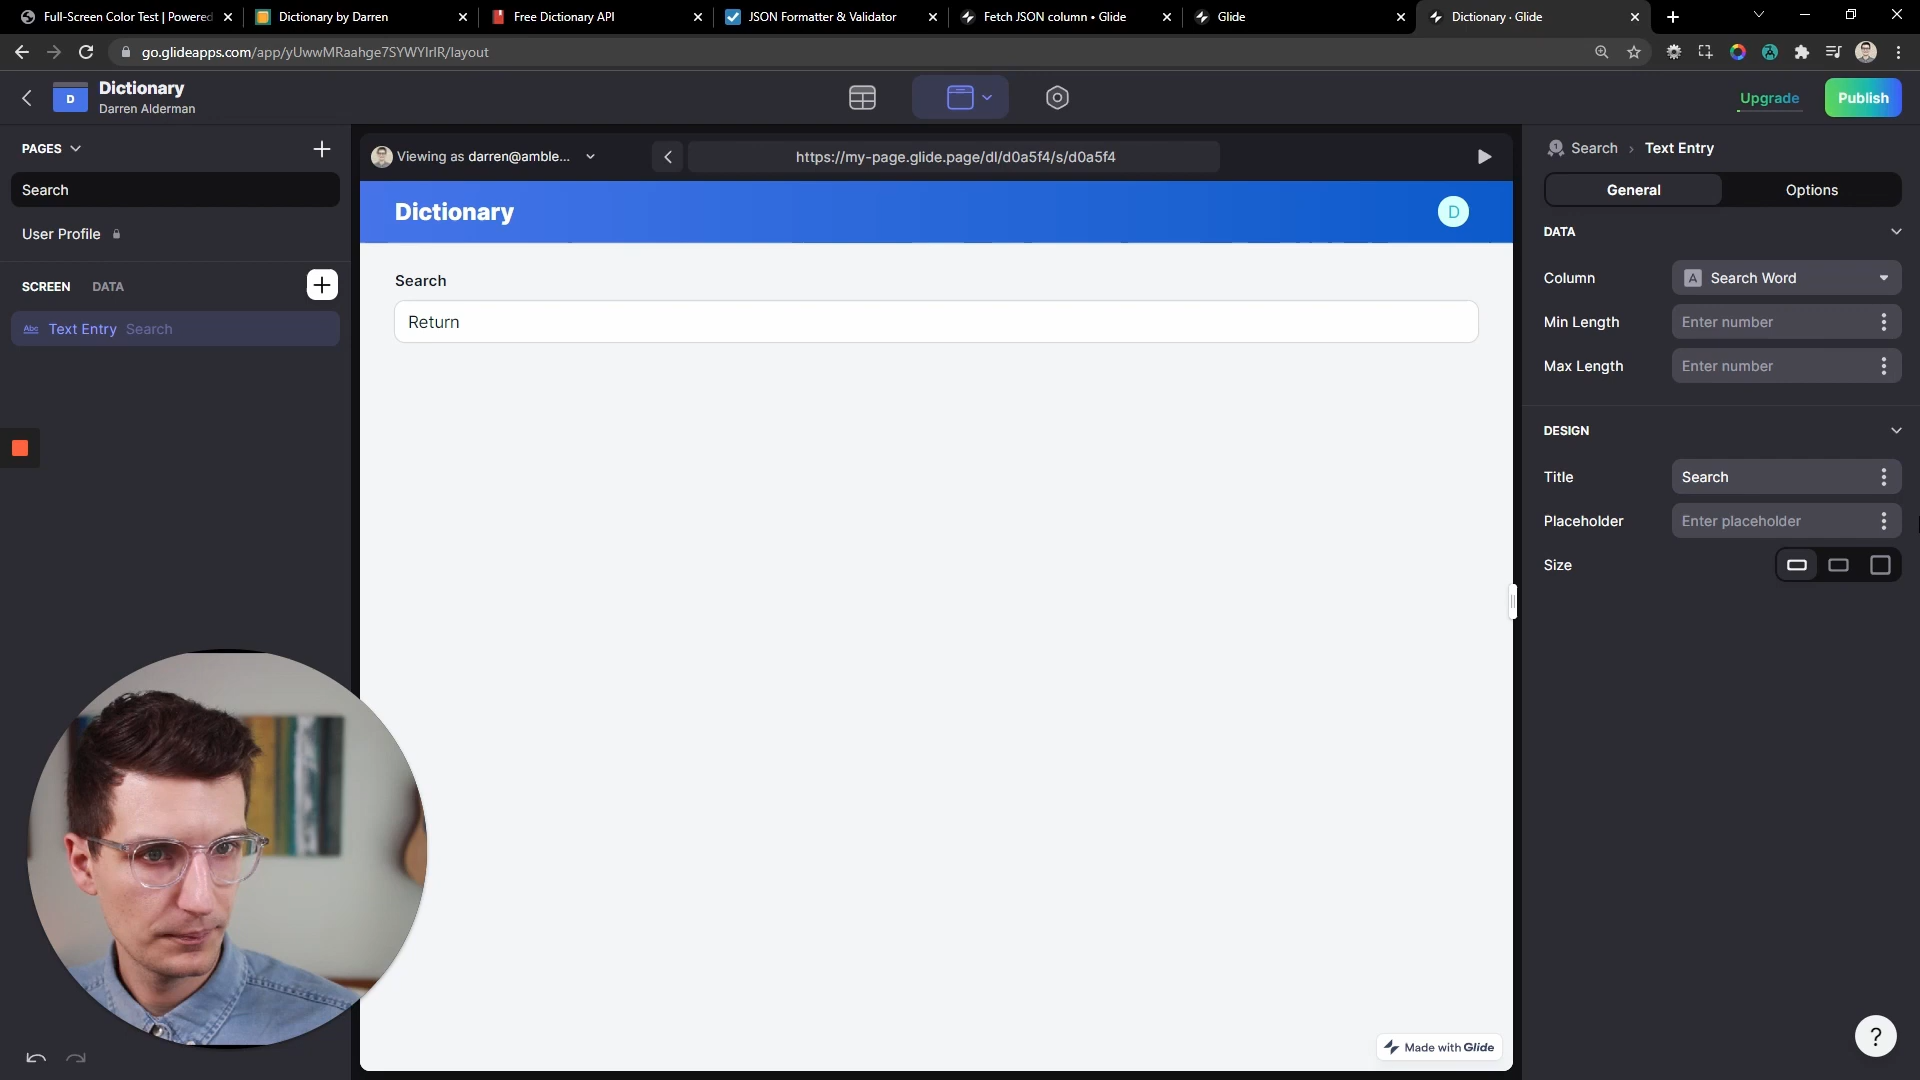 Full-Screen Color Test | Powered
Dictionary by Darren
Free Dictionary API
JSON Formatter & Validator
Fetch JSON column • Glide
Glide
Dictionary · Glide
go.glideapps.com/app/yUwwMRaahge7SYWYlrIR/layout
D
Dictionary
Darren Alderman
Upgrade
Publish
PAGES
Search
User Profile
SCREEN
DATA
Abc
Text Entry Search
Viewing as darren@amble...
https://my-page.glide.page/dl/d0a5f4/s/d0a5f4
Dictionary
D
Search
Return
Made with Glide
1
Search > Text Entry
General
Options
DATA
Column
A
Search Word
Min Length
Enter number
Max Length
Enter number
DESIGN
Title
Search
Placeholder
Enter placeholder
Size
?